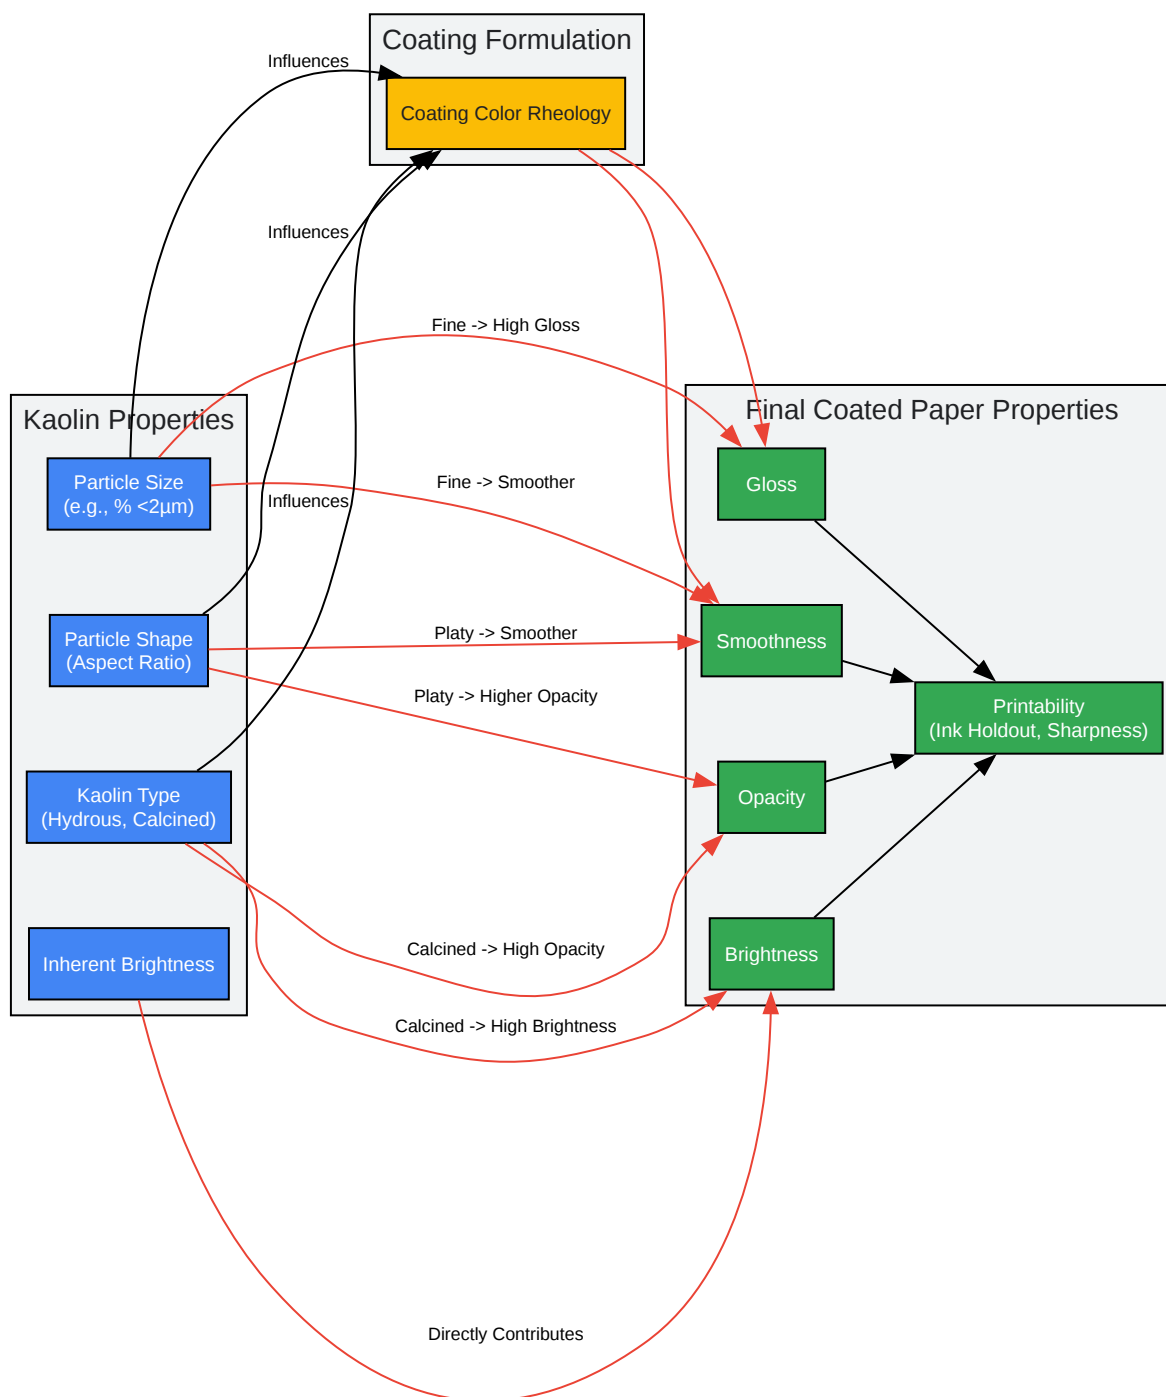 Coating Formulation
Influences
Coating Color Rheology
Influences
Fine -> High Gloss
Kaolin Properties
Final Coated Paper Properties
Particle Size
(e.g., % <2µm)
Fine -> Smoother
Gloss
Influences
Particle Shape
(Aspect Ratio)
Platy -> Smoother
Smoothness
Platy -> Higher Opacity
Printability
(Ink Holdout, Sharpness)
Kaolin Type
(Hydrous, Calcined)
Opacity
Calcined -> High Opacity
Inherent Brightness
Brightness
Calcined -> High Brightness
Directly Contributes